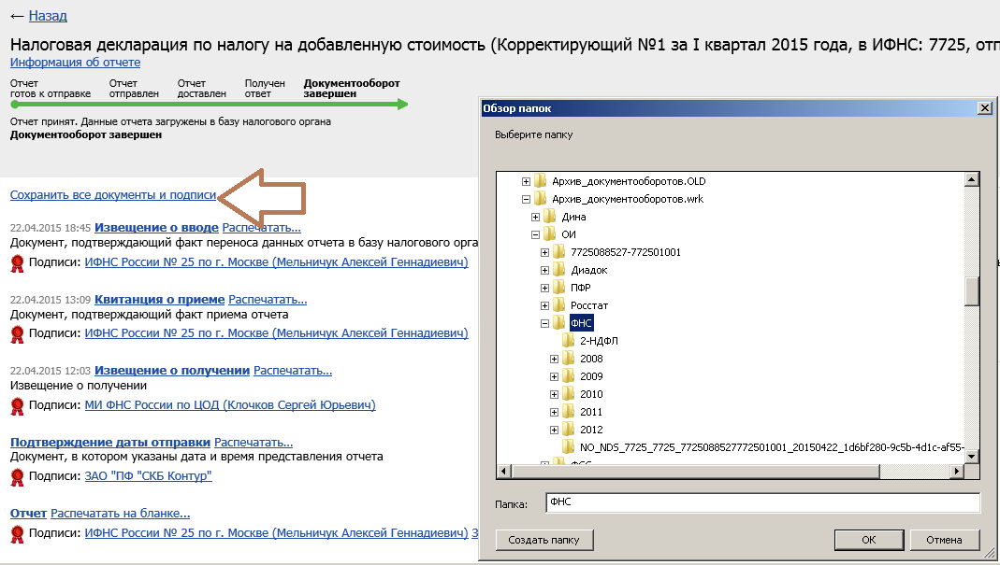 ← Назад
Налоговая декларация по налогу на добавленную стоимость (Корректирующий №1 за I квартал 2015 года, в ИФНС: 7725, отп
Информация об отчете
Отчет готов к отправке
Отчет отправлен
Отчет доставлен
Получен ответ
Документооборот завершен
Отчет принят. Данные отчета загружены в базу налогового органа
Документооборот завершен
Сохранить все документы и подписи
22.04.2015 18:45 Извещение о вводе Распечатать...
Документ, подтверждающий факт переноса данных отчета в базу налогового орга
Подписи: ИФНС России № 25 по г. Москве (Мельничук Алексей Геннадиевич)
22.04.2015 13:09 Квитанция о приеме Распечатать...
Документ, подтверждающий факт приема отчета
Подписи: ИФНС России № 25 по г. Москве (Мельничук Алексей Геннадиевич)
22.04.2015 12:03 Извещение о получении Распечатать...
Извещение о получении
Подписи: МИ ФНС России по ЦОД (Клочков Сергей Юрьевич)
Подтверждение даты отправки Распечатать...
Документ, в котором указаны дата и время представления отчета
Подписи: ЗАО "ПФ "СКБ Контур"
Отчет Распечатать на бланке...
Подписи: ИФНС России № 25 по г. Москве (Мельничук Алексей Геннадиевич) З
Обзор папок
Выберите папку
Архив_документооборотов.OLD
Архив_документооборотов.wrk
Дина
ОИ
7725088527-772501001
Диадок
ПФР
Росстат
ФНС
2-НДФЛ
2008
2009
2010
2011
2012
NO_NDS_7725_7725_7725088527772501001_20150422_1d6bf280-9c5b-4d1c-af55-
Папка: ФНС
Создать папку
OK
Отмена